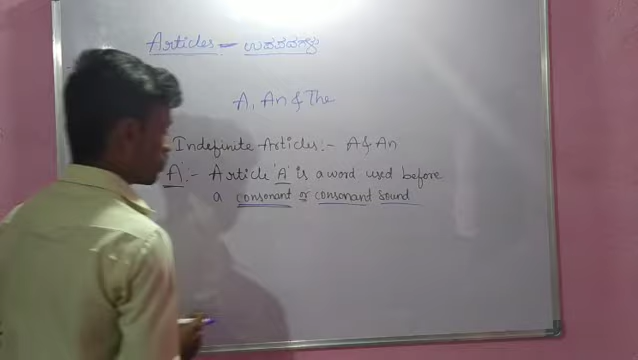 Articles - ಉಪಪದಗಳು
A, An & The
Indefinite Articles :- A & An
A :- Article 'A' is a word used before
a consonant or consonant sound